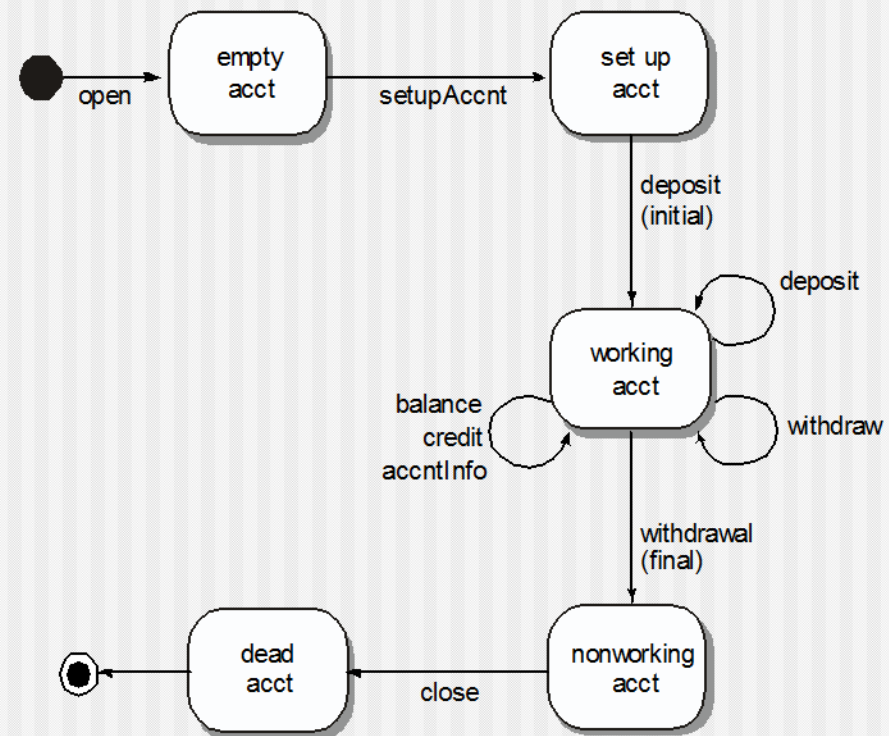 empty
acct
open
setupAccnt
set up
acct
deposit
(initial)
deposit
working
acct
balance
credit
accntInfo
withdraw
withdrawal
(final)
nonworking
acct
close
dead
acct